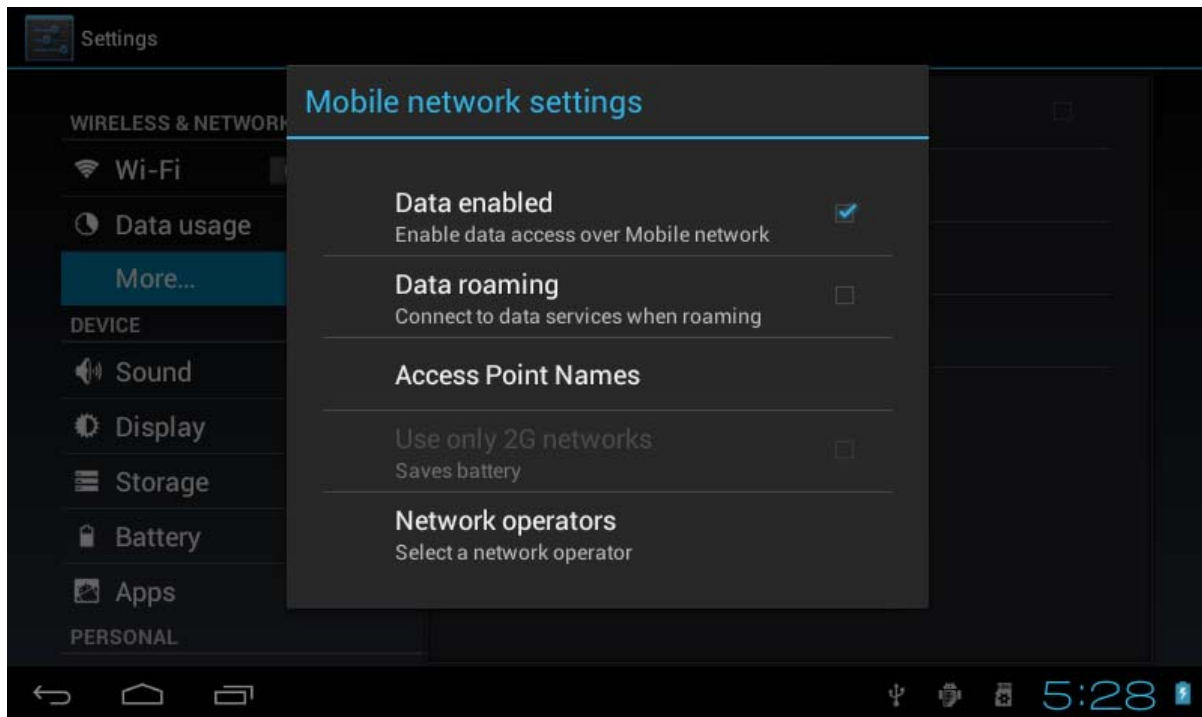 Settings
WIRELESS & NETWORK
Wi-Fi
Data usage
More...
DEVICE
Sound
Display
Storage
Battery
Apps
PERSONAL
Mobile network settings
Data enabled
Enable data access over Mobile network
Data roaming
Connect to data services when roaming
Access Point Names
Use only 2G networks
Saves battery
Network operators
Select a network operator
5:28